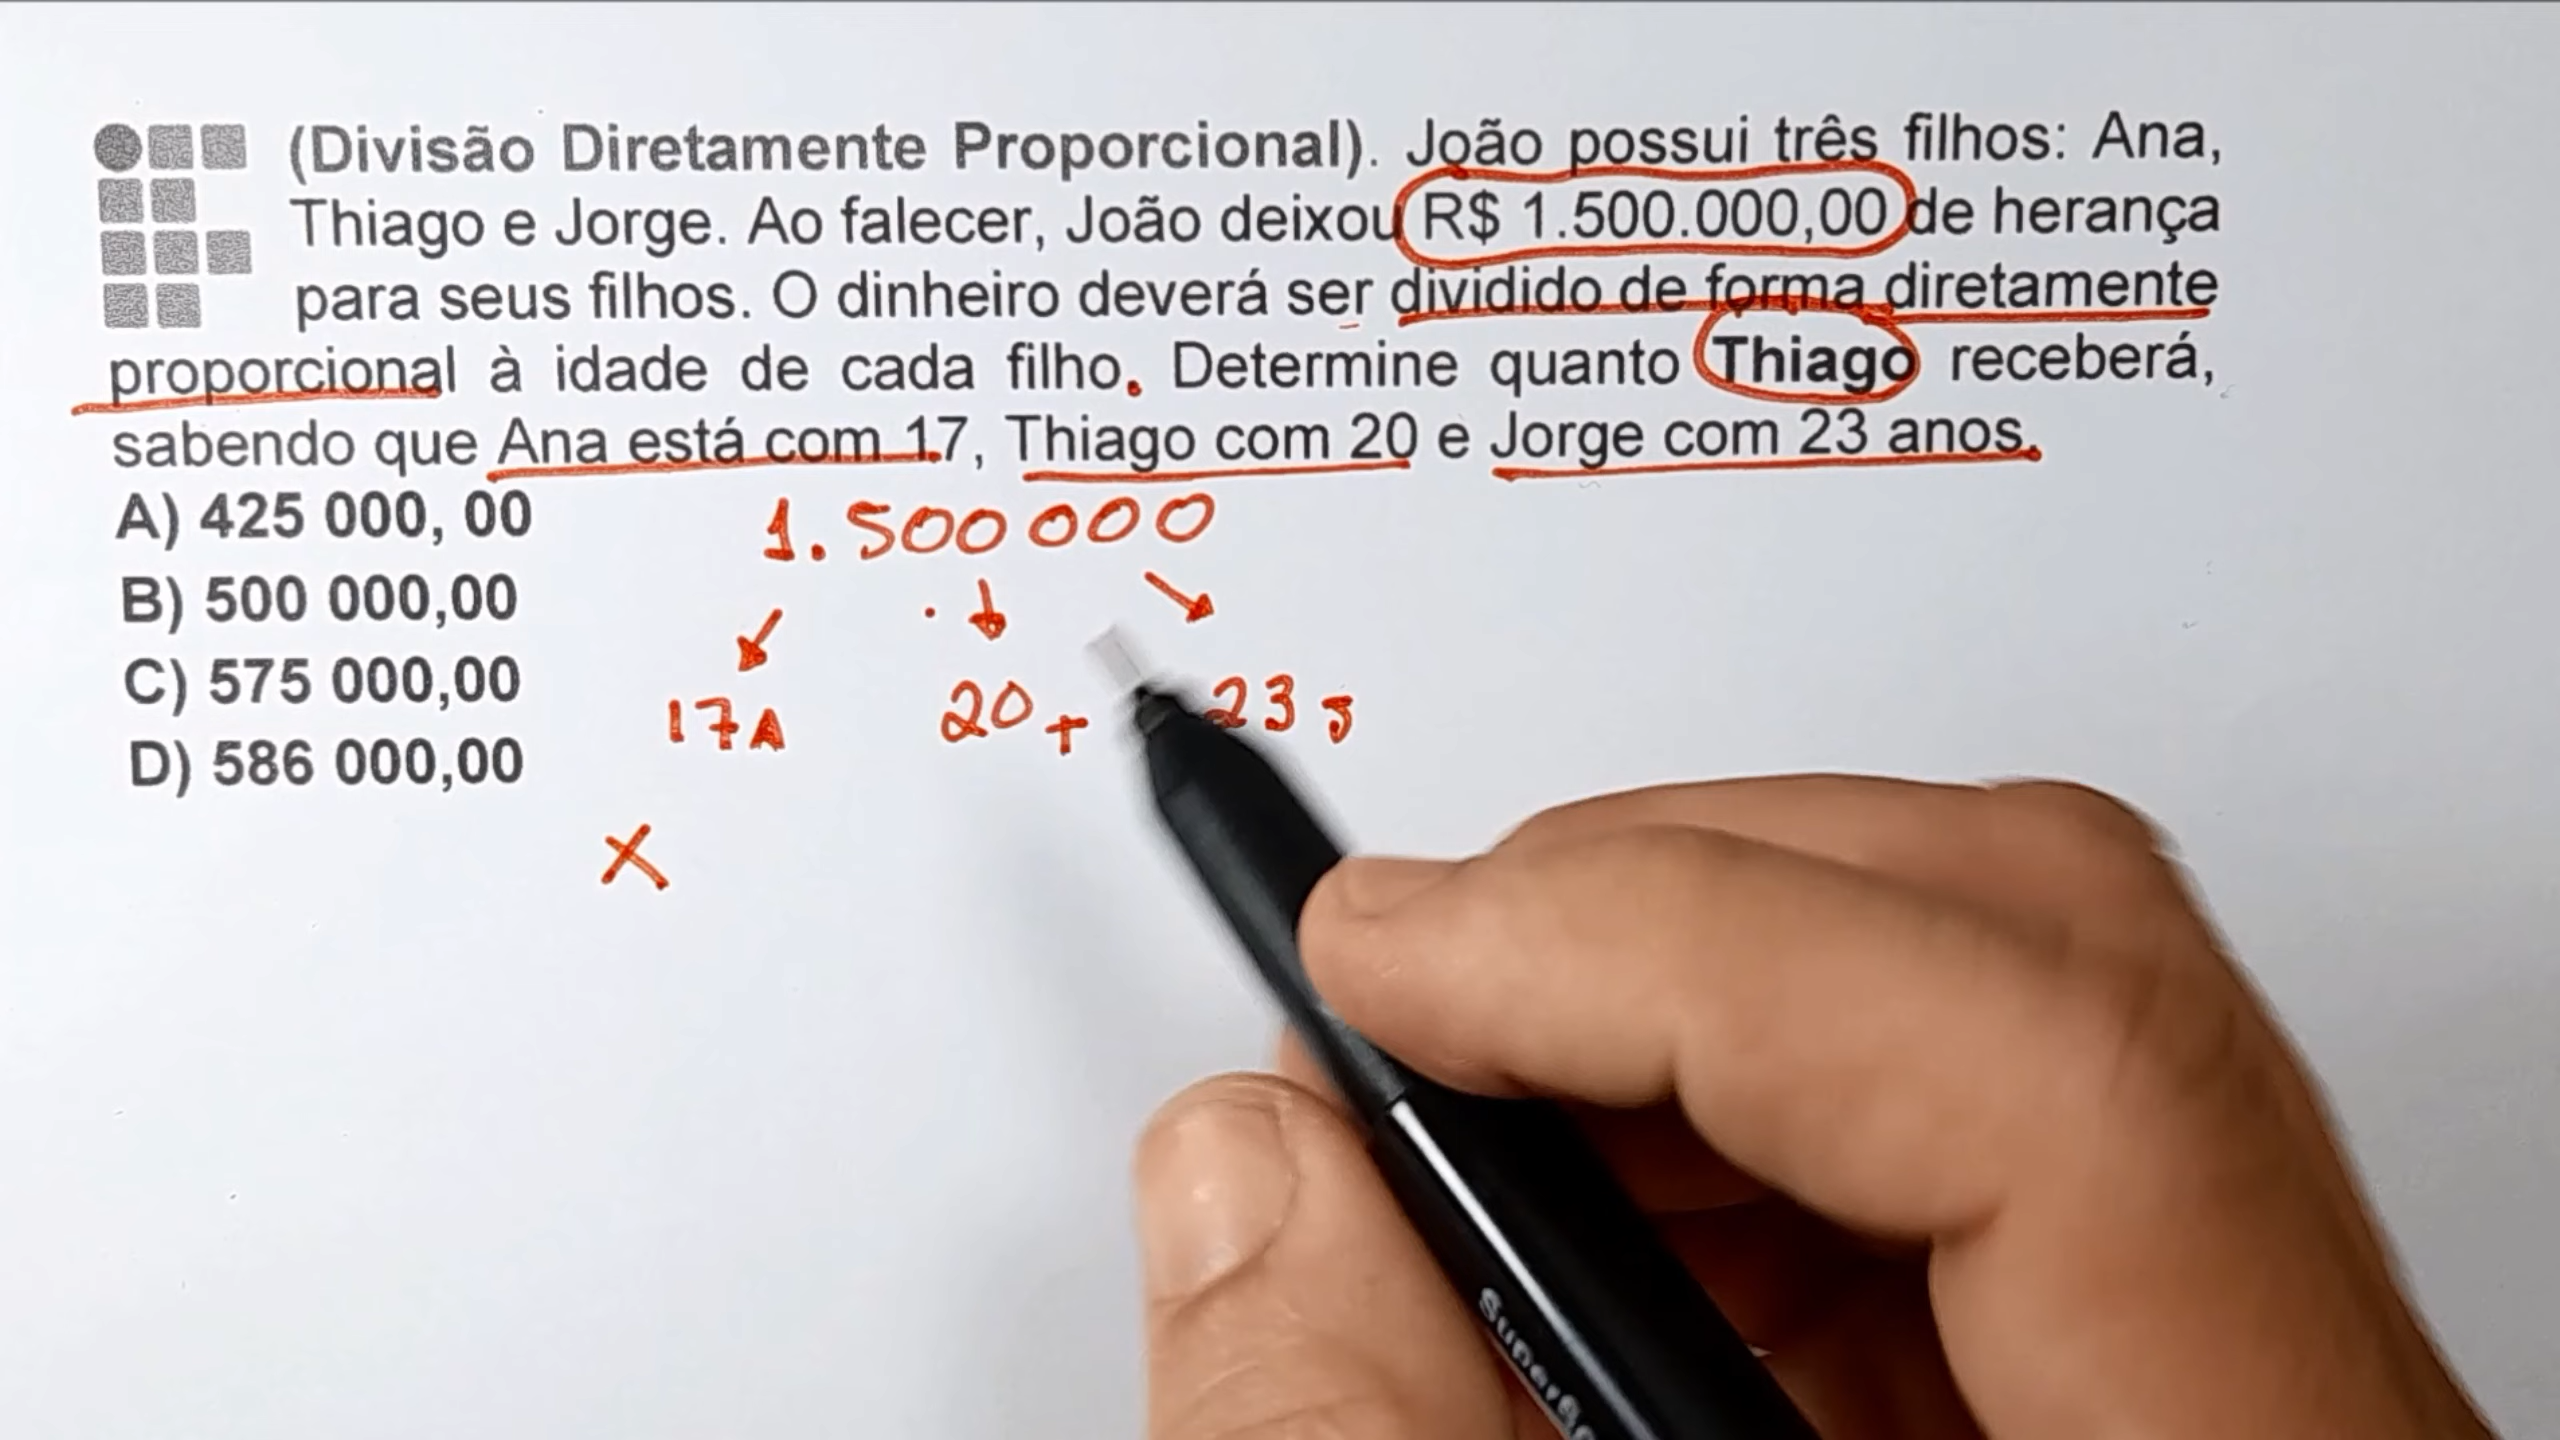 (Divisão Diretamente Proporcional). João possui três filhos: Ana,
Thiago e Jorge. Ao falecer, João deixou R$ 1.500.000,00 de herança
para seus filhos. O dinheiro deverá ser dividido de forma diretamente
proporcional à idade de cada filho. Determine quanto Thiago receberá,
sabendo que Ana está com 17, Thiago com 20 e Jorge com 23 anos.
A) 425 000, 00
1.500000
B) 500 000,00
C) 575 000,00
17A 20T 23J
D) 586 000,00
X